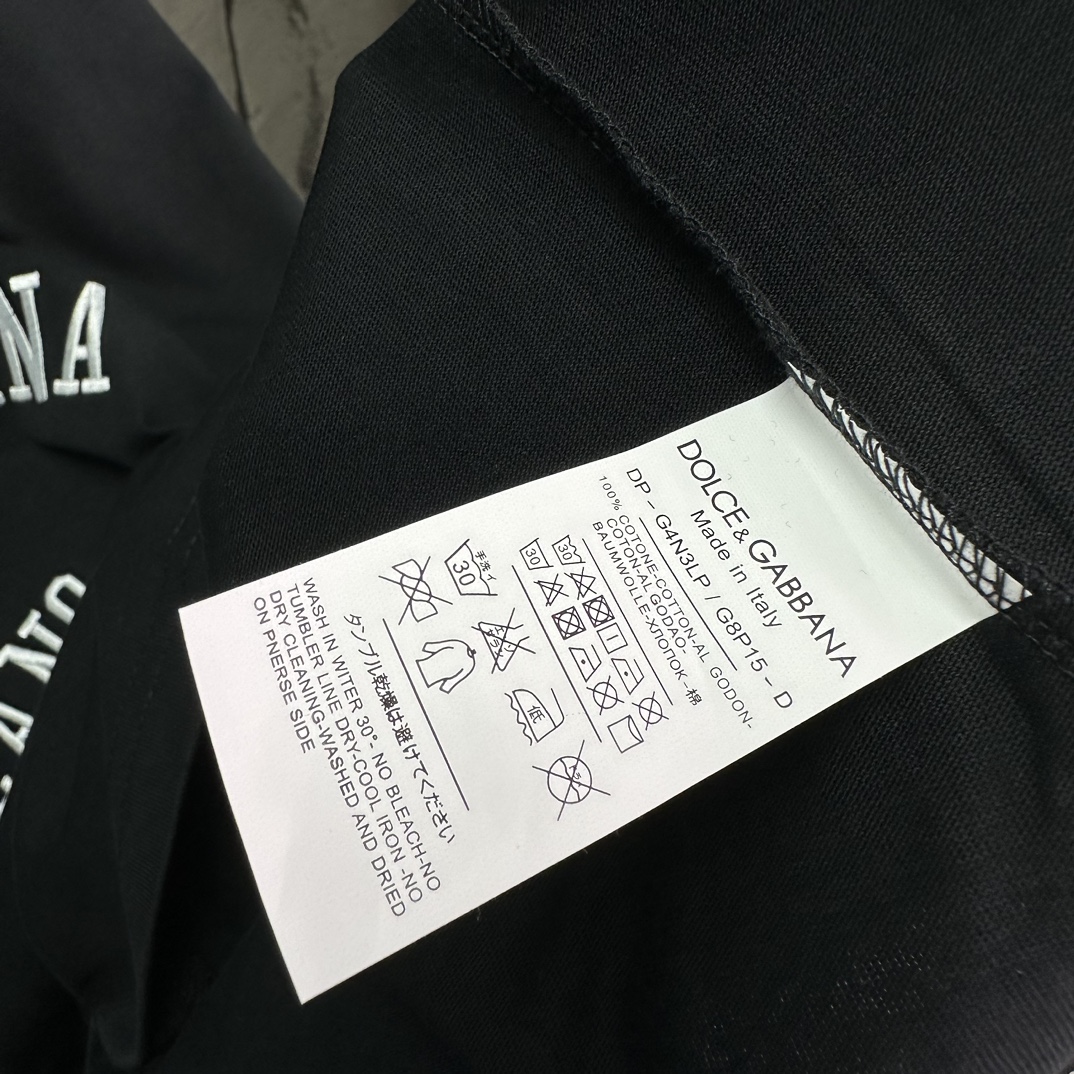 DOLCE&GABBANA
Made in Italy
DP - G4N3LP / G8P15 - D
100% COTONE-COTTON-AL GODON-
COTON-ALGODAO-
BAUMWOLLE-ХПОПОК-棉
30
30
手洗イ
30
低
タンブル乾燥は避けてください
WASH IN WITER 30°- NO BLEACH-NO
TUMBLER LINE DRY-COOL IRON -NO
DRY CLEANING-WASHED AND DRIED
ON PNERSE SIDE
NA